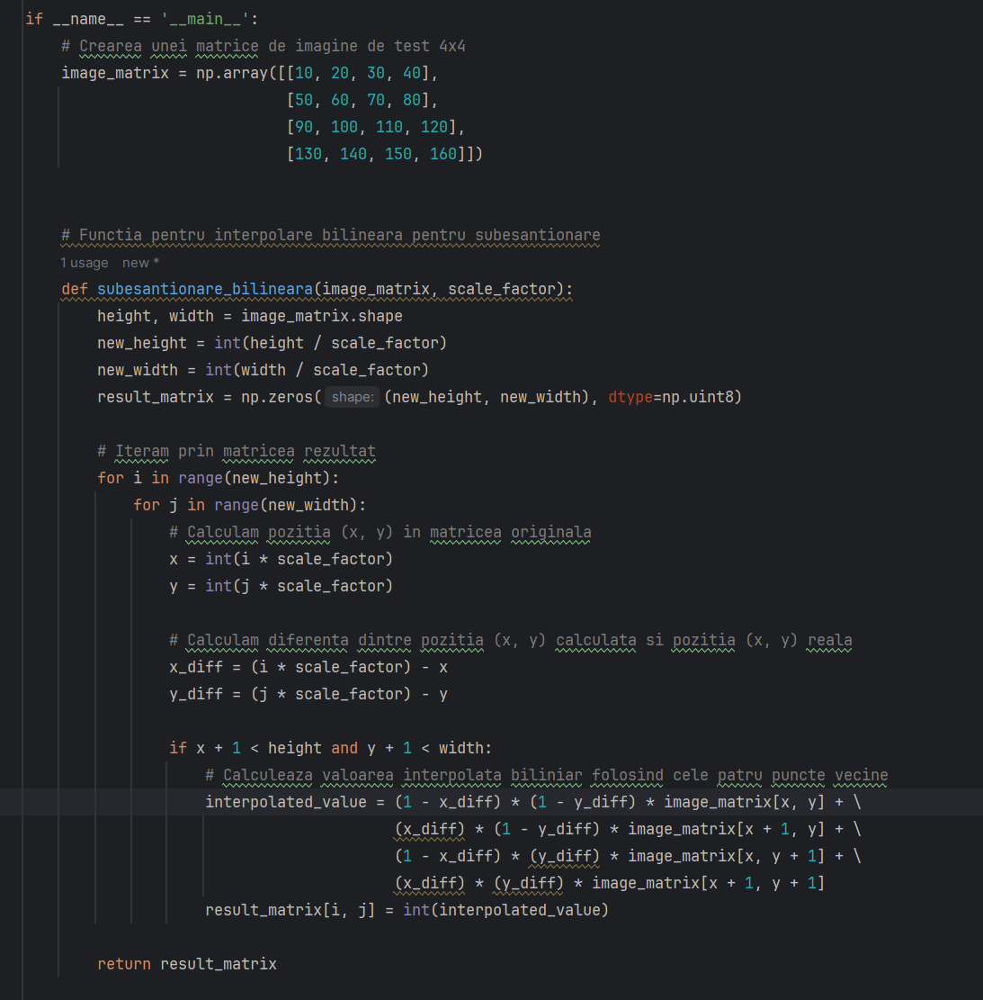 if __name__ == '__main__':
    # Crearea unei matrice de imagine de test 4x4
    image_matrix = np.array([[10, 20, 30, 40],
                             [50, 60, 70, 80],
                             [90, 100, 110, 120],
                             [130, 140, 150, 160]])
    # Functia pentru interpolare bilineara pentru subesantionare
    1 usage   new *
    def subesantionare_bilineara(image_matrix, scale_factor):
        height, width = image_matrix.shape
        new_height = int(height / scale_factor)
        new_width = int(width / scale_factor)
        result_matrix = np.zeros( shape: (new_height, new_width), dtype=np.uint8)
        # Iteram prin matricea rezultat
        for i in range(new_height):
            for j in range(new_width):
                # Calculam pozitia (x, y) in matricea originala
                x = int(i * scale_factor)
                y = int(j * scale_factor)
                # Calculam diferenta dintre pozitia (x, y) calculata si pozitia (x, y) reala
                x_diff = (i * scale_factor) - x
                y_diff = (j * scale_factor) - y
                if x + 1 < height and y + 1 < width:
                    # Calculeaza valoarea interpolata biliniar folosind cele patru puncte vecine
                    interpolated_value = (1 - x_diff) * (1 - y_diff) * image_matrix[x, y] + \
                                         (x_diff) * (1 - y_diff) * image_matrix[x + 1, y] + \
                                         (1 - x_diff) * (y_diff) * image_matrix[x, y + 1] + \
                                         (x_diff) * (y_diff) * image_matrix[x + 1, y + 1]
                    result_matrix[i, j] = int(interpolated_value)
        return result_matrix